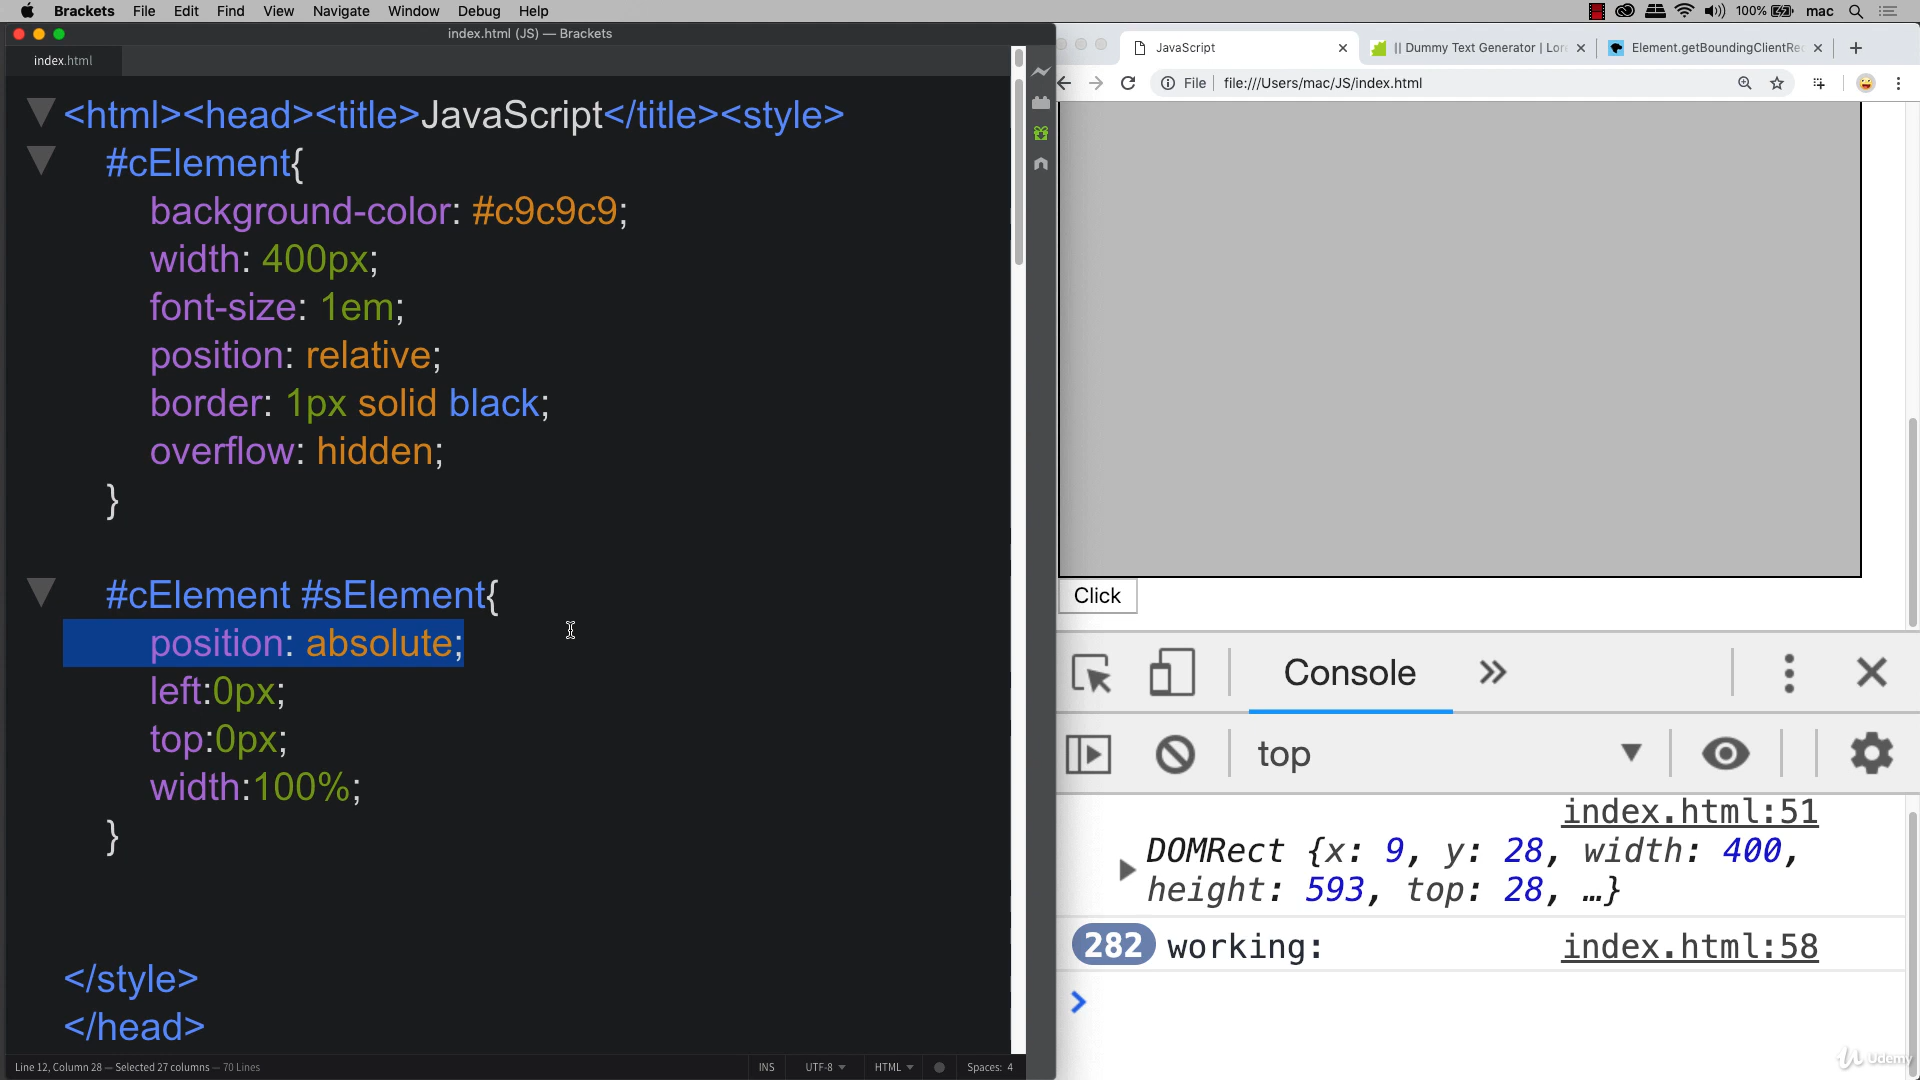 Brackets File Edit Find View Navigate Window Debug Help 100% mac
index.html (JS) — Brackets
index.html
<html><head><title>JavaScript</title><style>
#cElement{
background-color: #c9c9c9;
width: 400px;
font-size: 1em;
position: relative;
border: 1px solid black;
overflow: hidden;
}
#cElement #sElement{
position: absolute;
left:0px;
top:0px;
width:100%;
}
</style>
</head>
Line 12, Column 28 — Selected 27 columns — 70 Lines
INS UTF-8 HTML Spaces: 4
JavaScript || Dummy Text Generator | Lor Element.getBoundingClientRec
File file:///Users/mac/JS/index.html
Click
Console
top
index.html:51
DOMRect {x: 9, y: 28, width: 400,
height: 593, top: 28, …}
282 working: index.html:58
Udemy